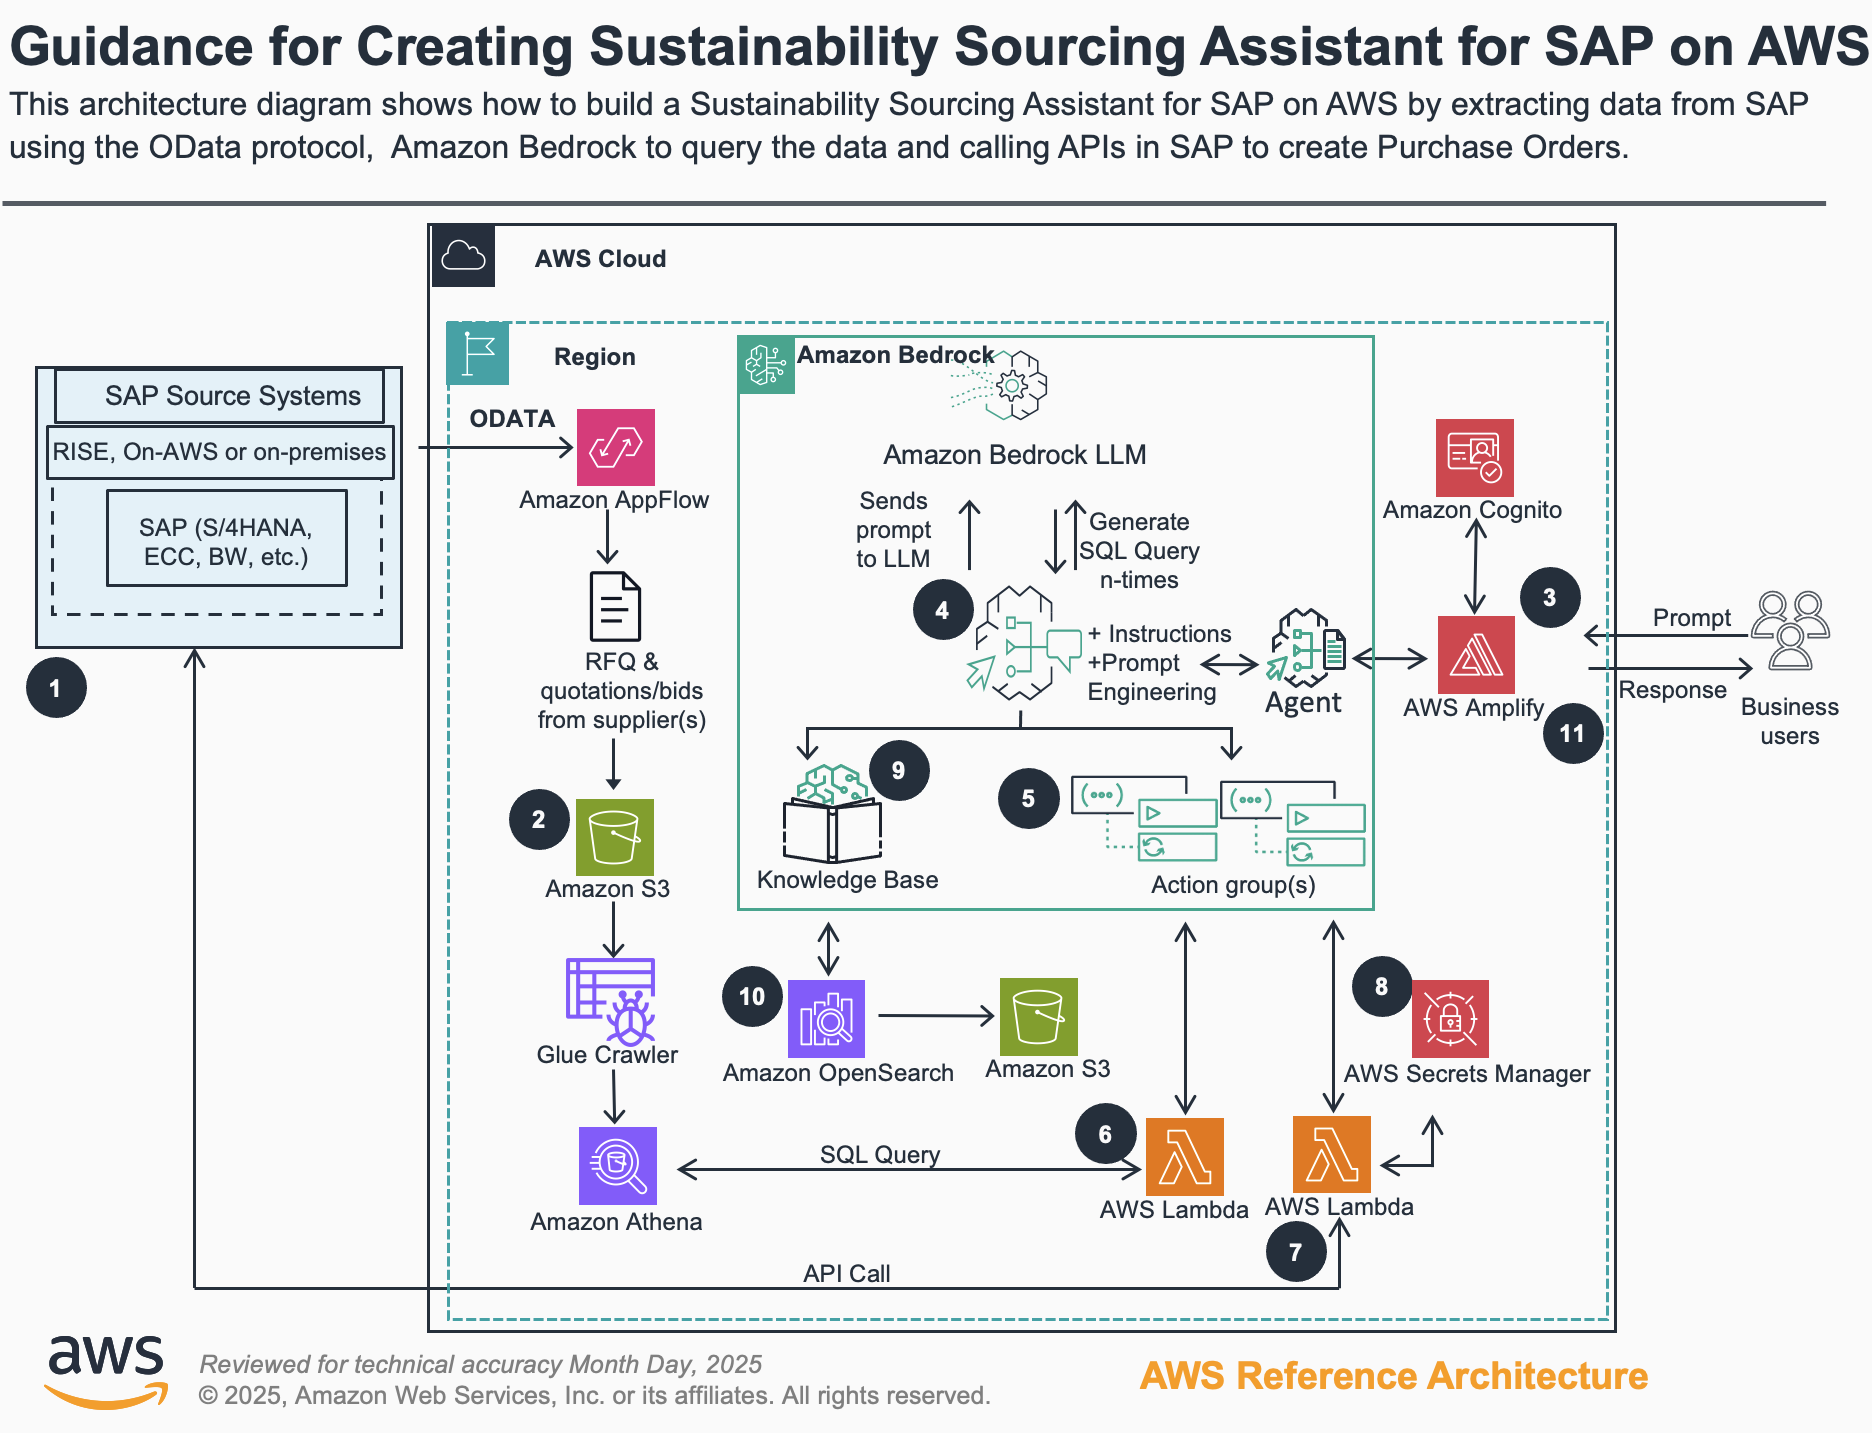 Guidance for Creating Sustainability Sourcing Assistant for SAP on AWS
This architecture diagram shows how to build a Sustainability Sourcing Assistant for SAP on AWS by extracting data from SAP
using the OData protocol,  Amazon Bedrock to query the data and calling APIs in SAP to create Purchase Orders.
AWS Cloud
Region
Amazon Bedrock
SAP Source Systems
RISE, On-AWS or on-premises
SAP (S/4HANA,
ECC, BW, etc.)
1
ODATA
Amazon AppFlow
RFQ &
quotations/bids
from supplier(s)
2
Amazon S3
Glue Crawler
Amazon Athena
Amazon Bedrock LLM
Sends
prompt
to LLM
Generate
SQL Query
n-times
4
+ Instructions
+Prompt
Engineering
Agent
Amazon Cognito
3
AWS Amplify
11
Prompt
Response
Business
users
9
Knowledge Base
5
Action group(s)
10
Amazon OpenSearch
Amazon S3
8
AWS Secrets Manager
6
SQL Query
AWS Lambda
AWS Lambda
7
API Call
aws
Reviewed for technical accuracy Month Day, 2025
© 2025, Amazon Web Services, Inc. or its affiliates. All rights reserved.
AWS Reference Architecture